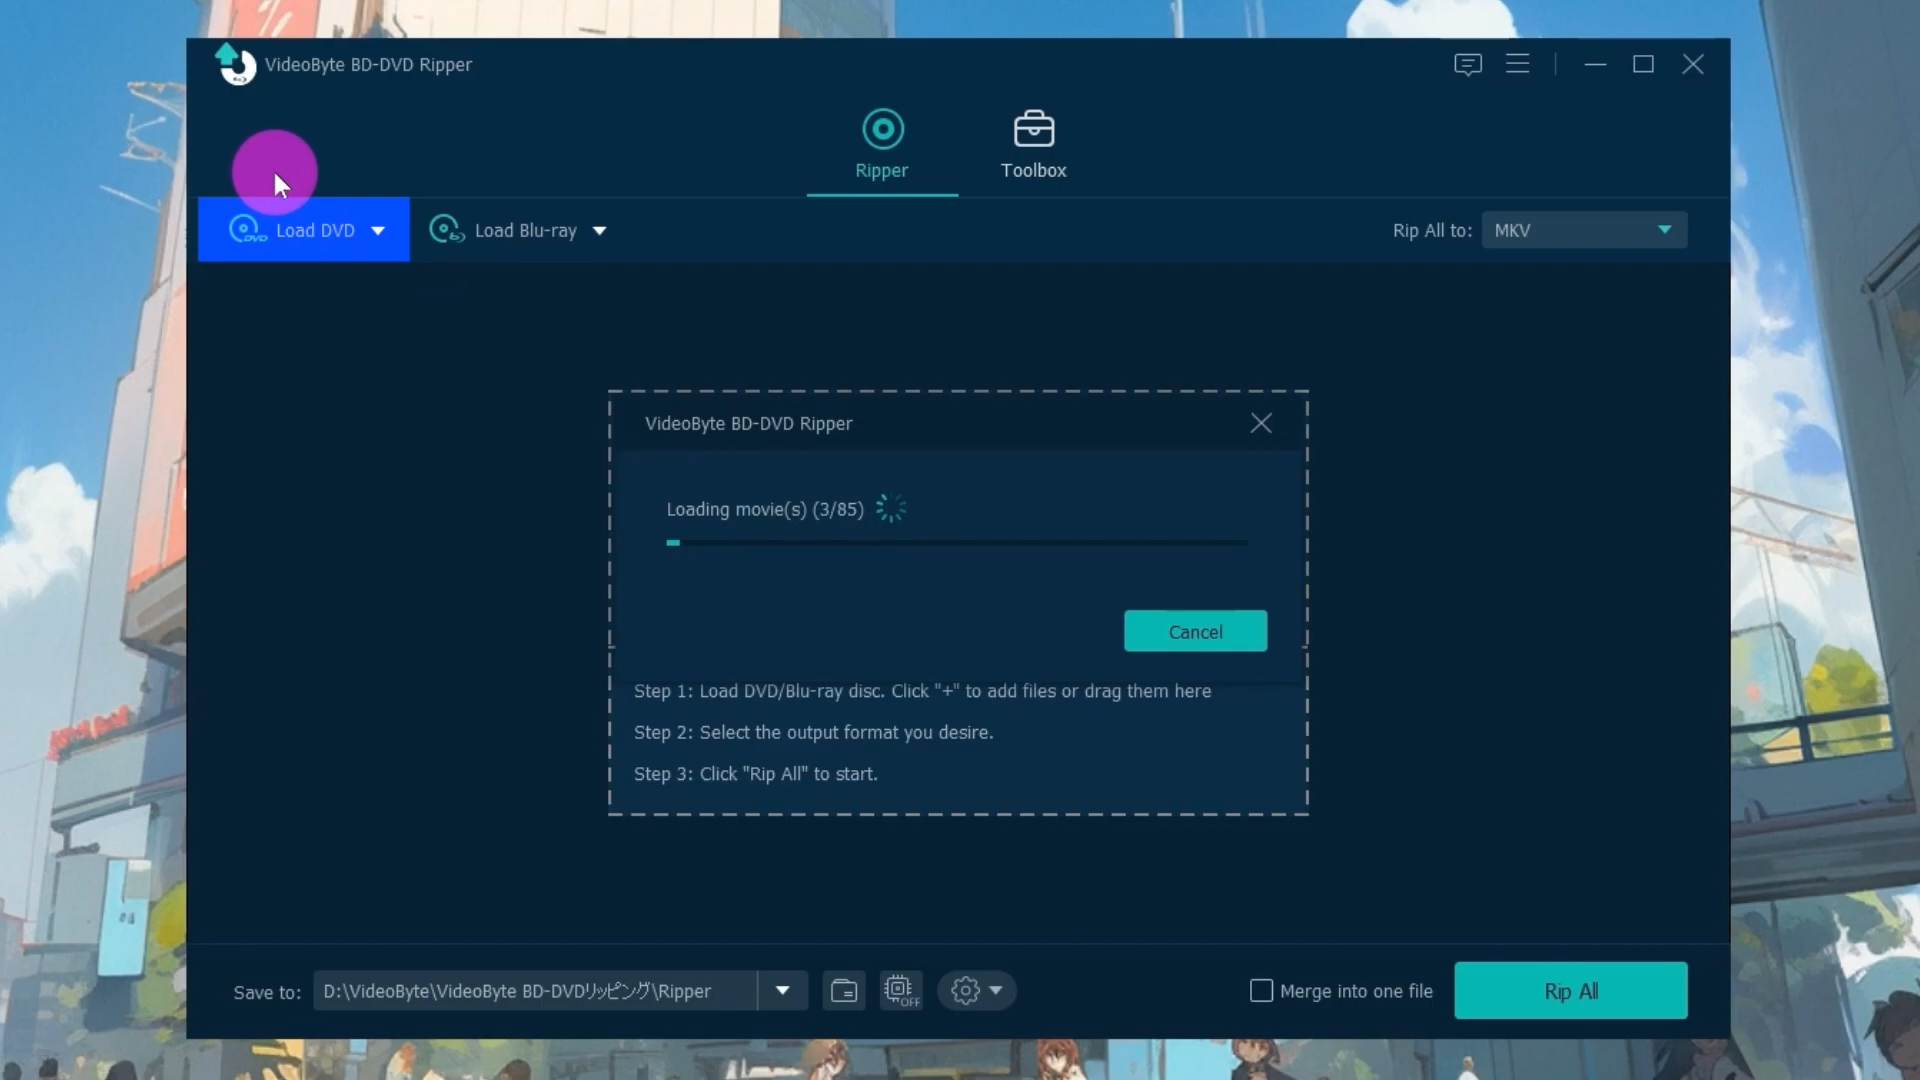 VideoByte BD-DVD Ripper
Ripper
Toolbox
Load DVD
Load Blu-ray
Rip All to:
MKV
VideoByte BD-DVD Ripper
Loading movie(s) (3/85)
Cancel
Step 1: Load DVD/Blu-ray disc. Click "+" to add files or drag them here
Step 2: Select the output format you desire.
Step 3: Click "Rip All" to start.
Save to:
D:\VideoByte\VideoByte BD-DVDリッピング\Ripper
OFF
Merge into one file
Rip All